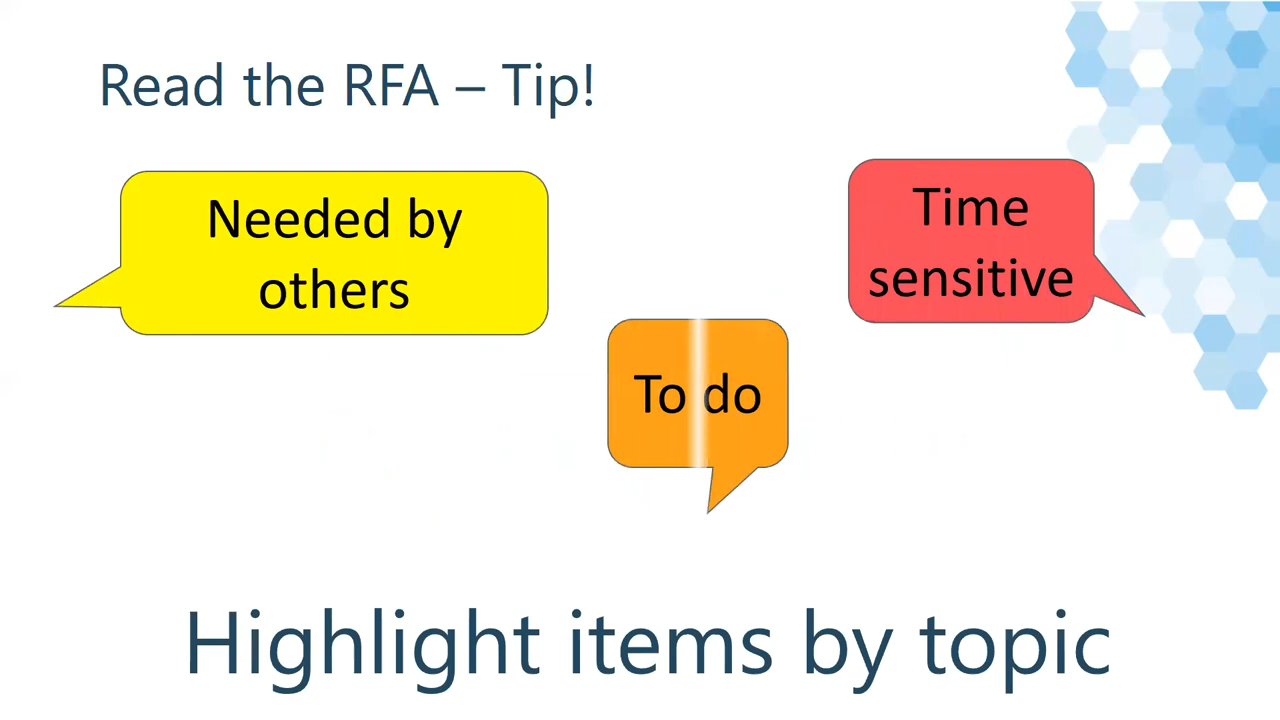 Read the RFA – Tip!
Needed by
others
Time
sensitive
To do
Highlight items by topic